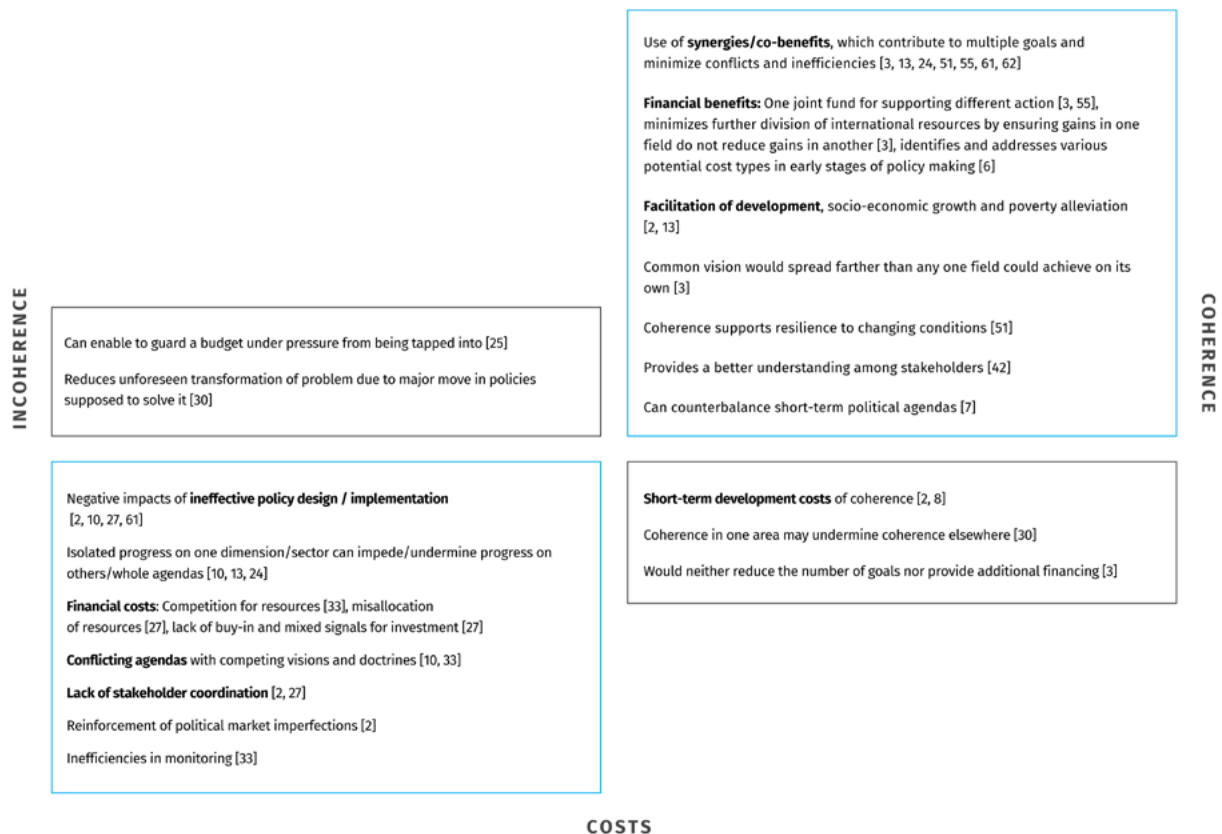 Use of synergies/co-benefits, which contribute to multiple goals and
minimize conflicts and inefficiencies [3, 13, 24, 51, 55, 61, 62]
Financial benefits: One joint fund for supporting different action [3, 55],
minimizes further division of international resources by ensuring gains in one
field do not reduce gains in another [3], identifies and addresses various
potential cost types in early stages of policy making [6]
Facilitation of development, socio-economic growth and poverty alleviation
[2, 13]
Common vision would spread farther than any one field could achieve on its
own [3]
Coherence supports resilience to changing conditions [51]
Provides a better understanding among stakeholders [42]
Can counterbalance short-term political agendas [7]
INCOHERENCE
Can enable to guard a budget under pressure from being tapped into [25]
Reduces unforeseen transformation of problem due to major move in policies
supposed to solve it [30]
COHERENCE
Negative impacts of ineffective policy design / implementation
[2, 10, 27, 61]
Isolated progress on one dimension/sector can impede/undermine progress on
others/whole agendas [10, 13, 24]
Financial costs: Competition for resources [33], misallocation
of resources [27], lack of buy-in and mixed signals for investment [27]
Conflicting agendas with competing visions and doctrines [10, 33]
Lack of stakeholder coordination [2, 27]
Reinforcement of political market imperfections [2]
Inefficiencies in monitoring [33]
Short-term development costs of coherence [2, 8]
Coherence in one area may undermine coherence elsewhere [30]
Would neither reduce the number of goals nor provide additional financing [3]
COSTS